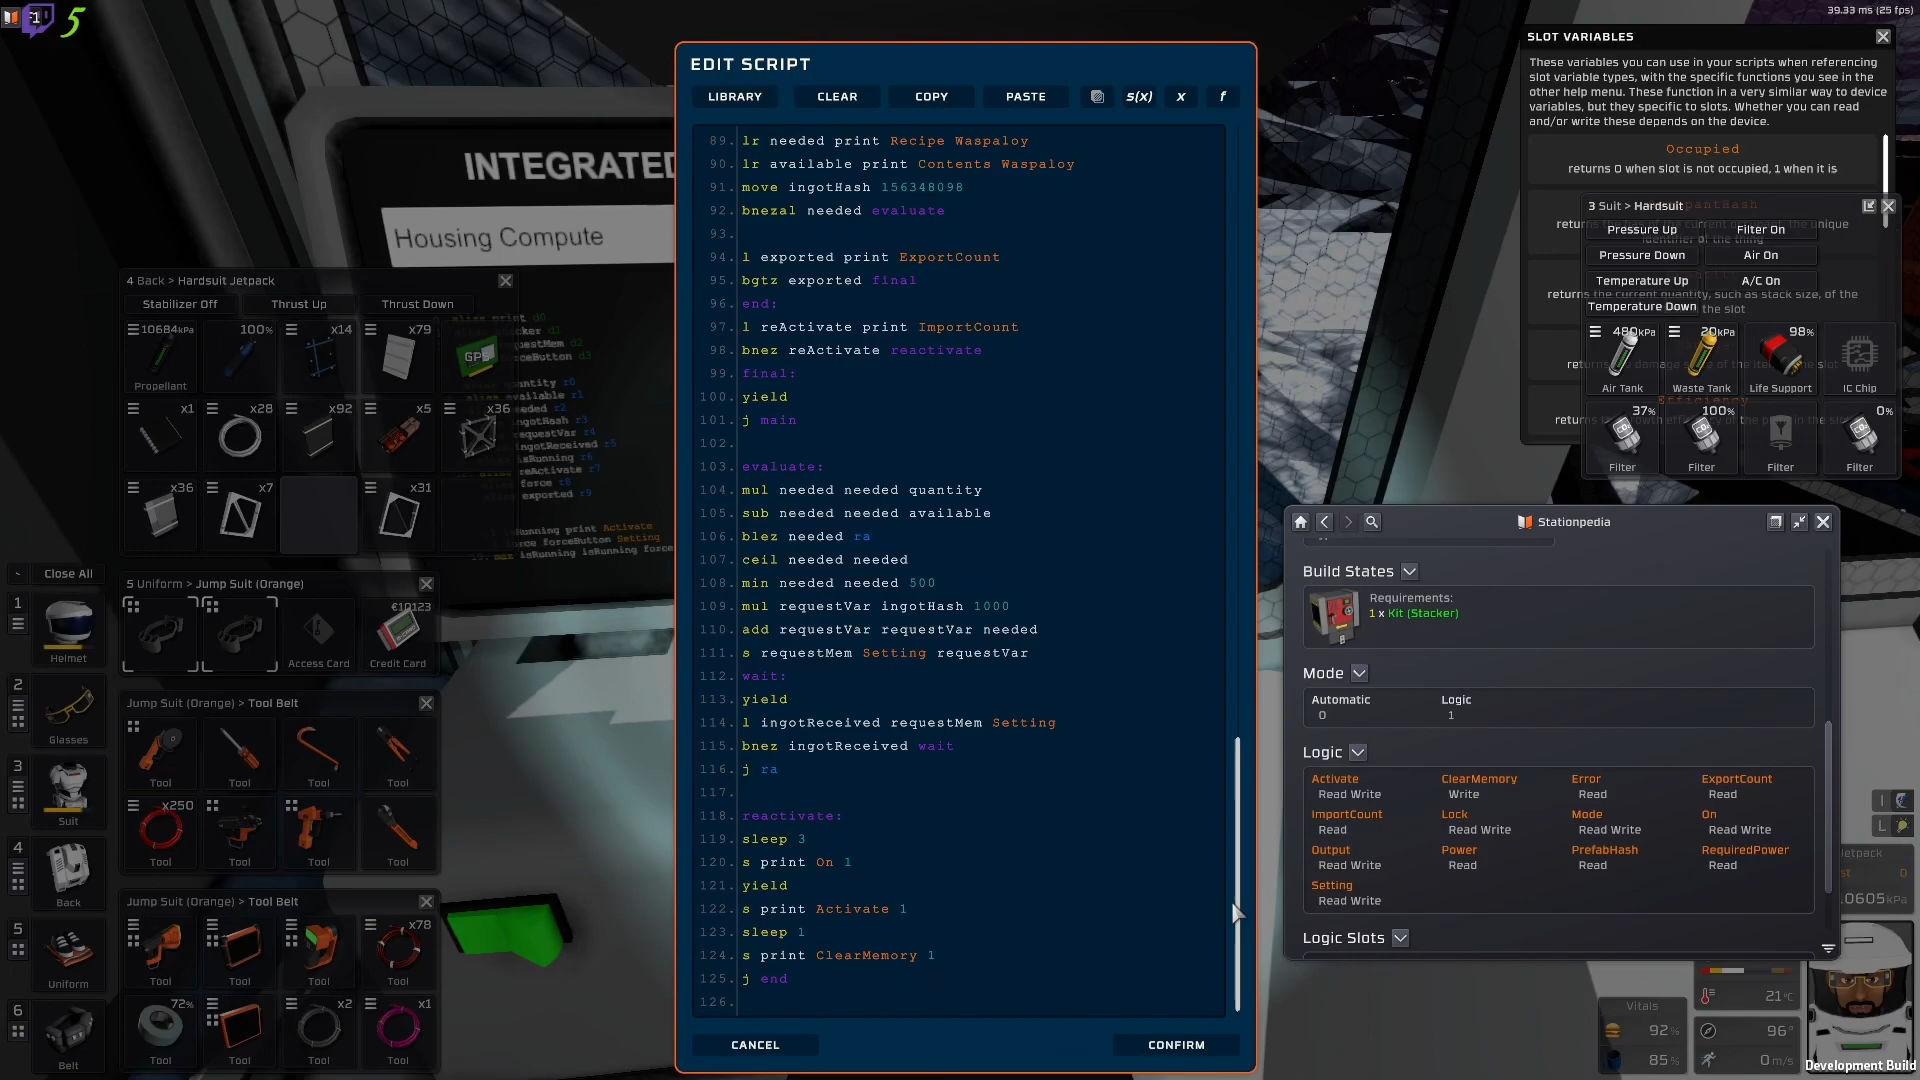 F1
5
39.33 ms (25 fps)
INTEGRATED
Housing Compute
4 Back > Hardsuit Jetpack
Stabilizer Off
Thrust Up
Thrust Down
10684kPa
100%
x14
x79
GPS
Propellant
x1
x28
x92
x5
x36
x36
x7
x31
Close All
5 Uniform > Jump Suit (Orange)
€10123
Access Card
Credit Card
Jump Suit (Orange) > Tool Belt
Tool
Tool
Tool
Tool
x250
Tool
Tool
Tool
Tool
Jump Suit (Orange) > Tool Belt
x78
Tool
Tool
Tool
Tool
72%
x2
x1
Tool
Tool
Tool
Tool
1
Helmet
2
Glasses
3
Suit
4
Back
5
Uniform
6
Belt
EDIT SCRIPT
LIBRARY
CLEAR
COPY
PASTE
s(x)
x
f
89. lr needed print Recipe Waspaloy
90. lr available print Contents Waspaloy
91. move ingotHash 156348098
92. bnezal needed evaluate
93.
94. l exported print ExportCount
95. bgtz exported final
96. end:
97. l reActivate print ImportCount
98. bnez reActivate reactivate
99. final:
100. yield
101. j main
102.
103. evaluate:
104. mul needed needed quantity
105. sub needed needed available
106. blez needed ra
107. ceil needed needed
108. min needed needed 500
109. mul requestVar ingotHash 1000
110. add requestVar requestVar needed
111. s requestMem Setting requestVar
112. wait:
113. yield
114. l ingotReceived requestMem Setting
115. bnez ingotReceived wait
116. j ra
117.
118. reactivate:
119. sleep 3
120. s print On 1
121. yield
122. s print Activate 1
123. sleep 1
124. s print ClearMemory 1
125. j end
126.
CANCEL
CONFIRM
SLOT VARIABLES
These variables you can use in your scripts when referencing
slot variable types, with the specific functions you see in the
other help menu. These function in a very similar way to device
variables, but they specific to slots. Whether you can read
and/or write these depends on the device.
Occupied
returns 0 when slot is not occupied, 1 when it is
3 Suit > Hardsuit
Pressure Up
Filter On
Pressure Down
Air On
Temperature Up
A/C On
Temperature Down
480kPa
20kPa
98%
Air Tank
Waste Tank
Life Support
IC Chip
37%
100%
0%
Filter
Filter
Filter
Filter
Stationpedia
Build States
Requirements:
1 x Kit (Stacker)
Mode
Automatic
0
Logic
1
Logic
Activate
Read Write
ClearMemory
Write
Error
Read
ExportCount
Read
ImportCount
Read
Lock
Read Write
Mode
Read Write
On
Read Write
Output
Read Write
Power
Read
PrefabHash
Read
RequiredPower
Read
Setting
Read Write
Logic Slots
Vitals
92%
85%
21°C
96°
0m/s
Development Build